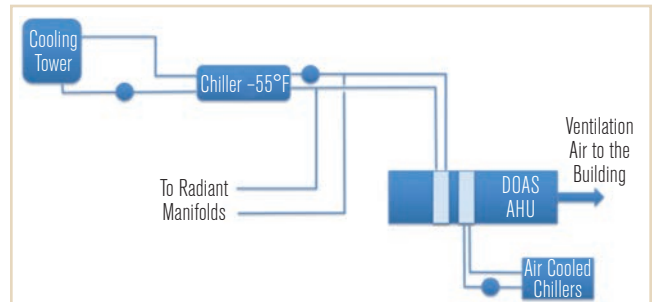 Cooling
Tower
Chiller –55°F
To Radiant
Manifolds
Ventilation
Air to the
Building
DOAS
AHU
Air Cooled
Chillers